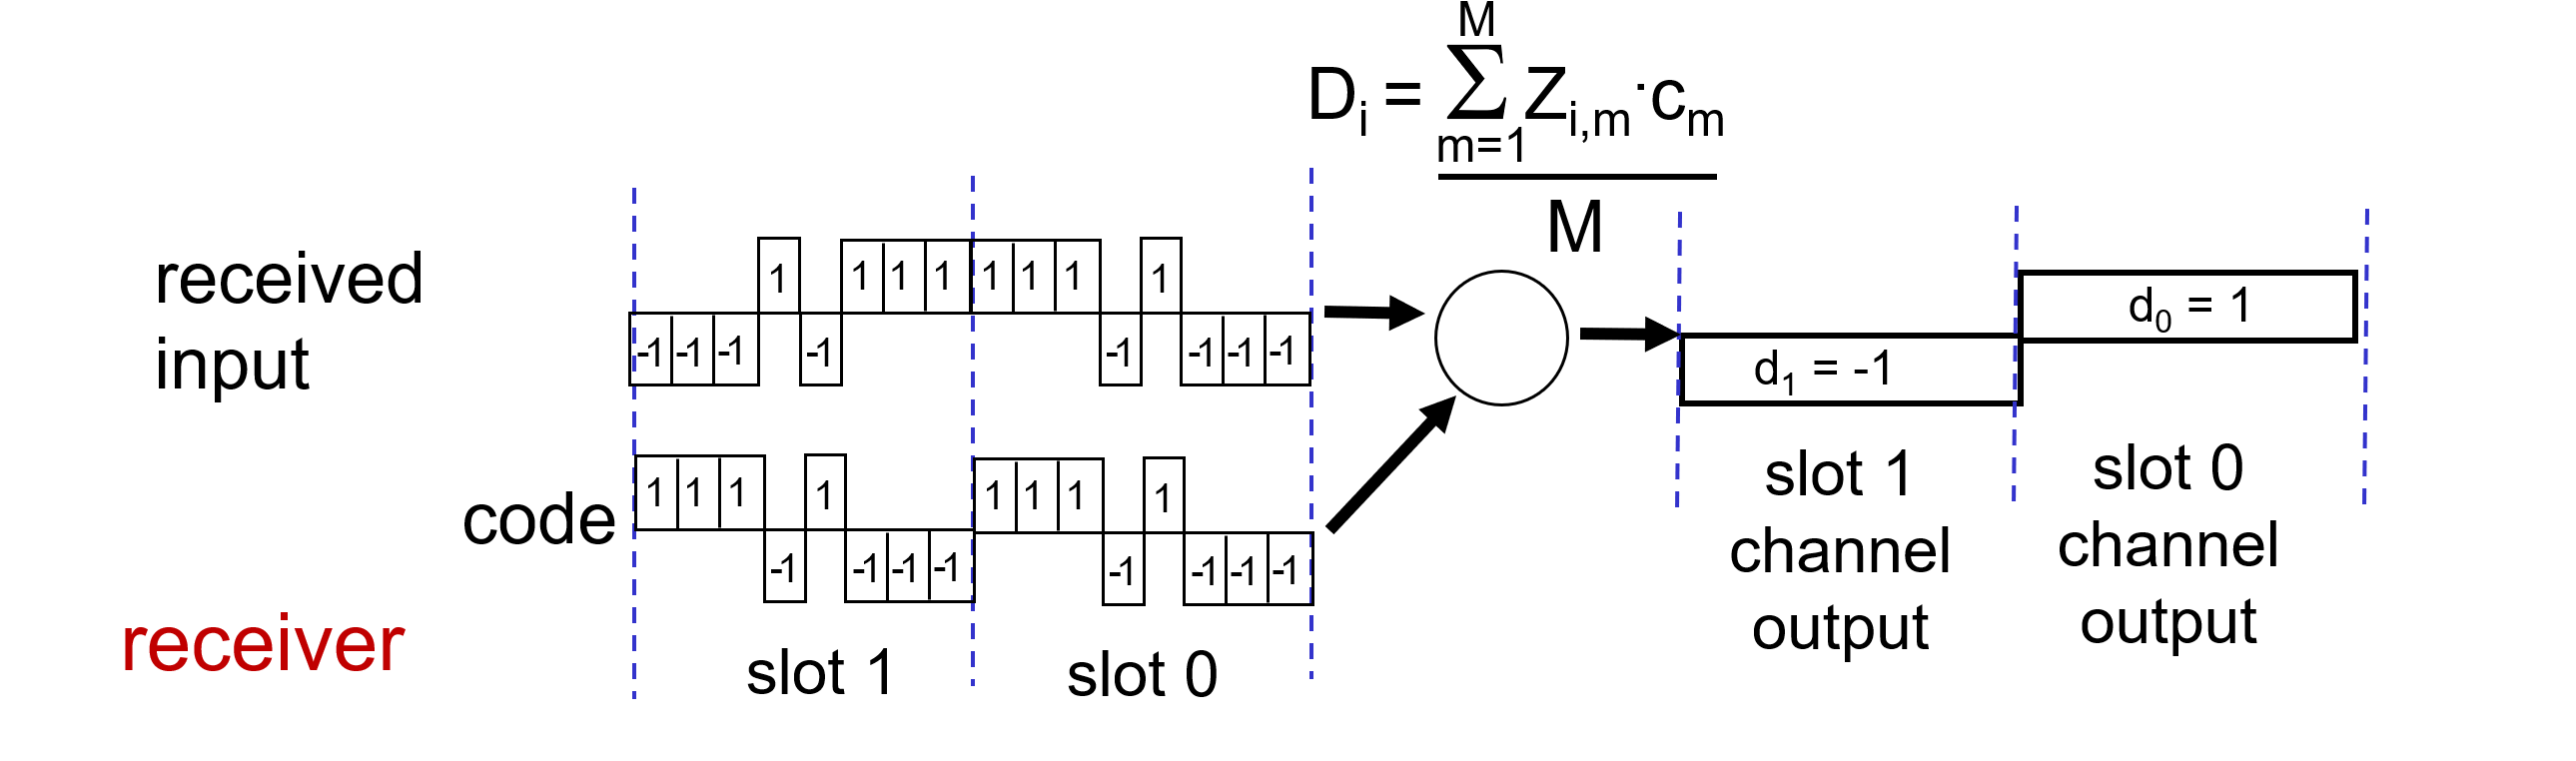 M
D_i = Σ Z_i,m · c_m
m=1
M
received
input
1 1 1 1 1 1 1 1
-1 -1 -1 -1 -1 -1 -1 -1
d_0 = 1
d_1 = -1
code
1 1 1 1 1 1 1 1
-1 -1 -1 -1 -1 -1 -1 -1
slot 1
channel
output
slot 0
channel
output
receiver
slot 1
slot 0